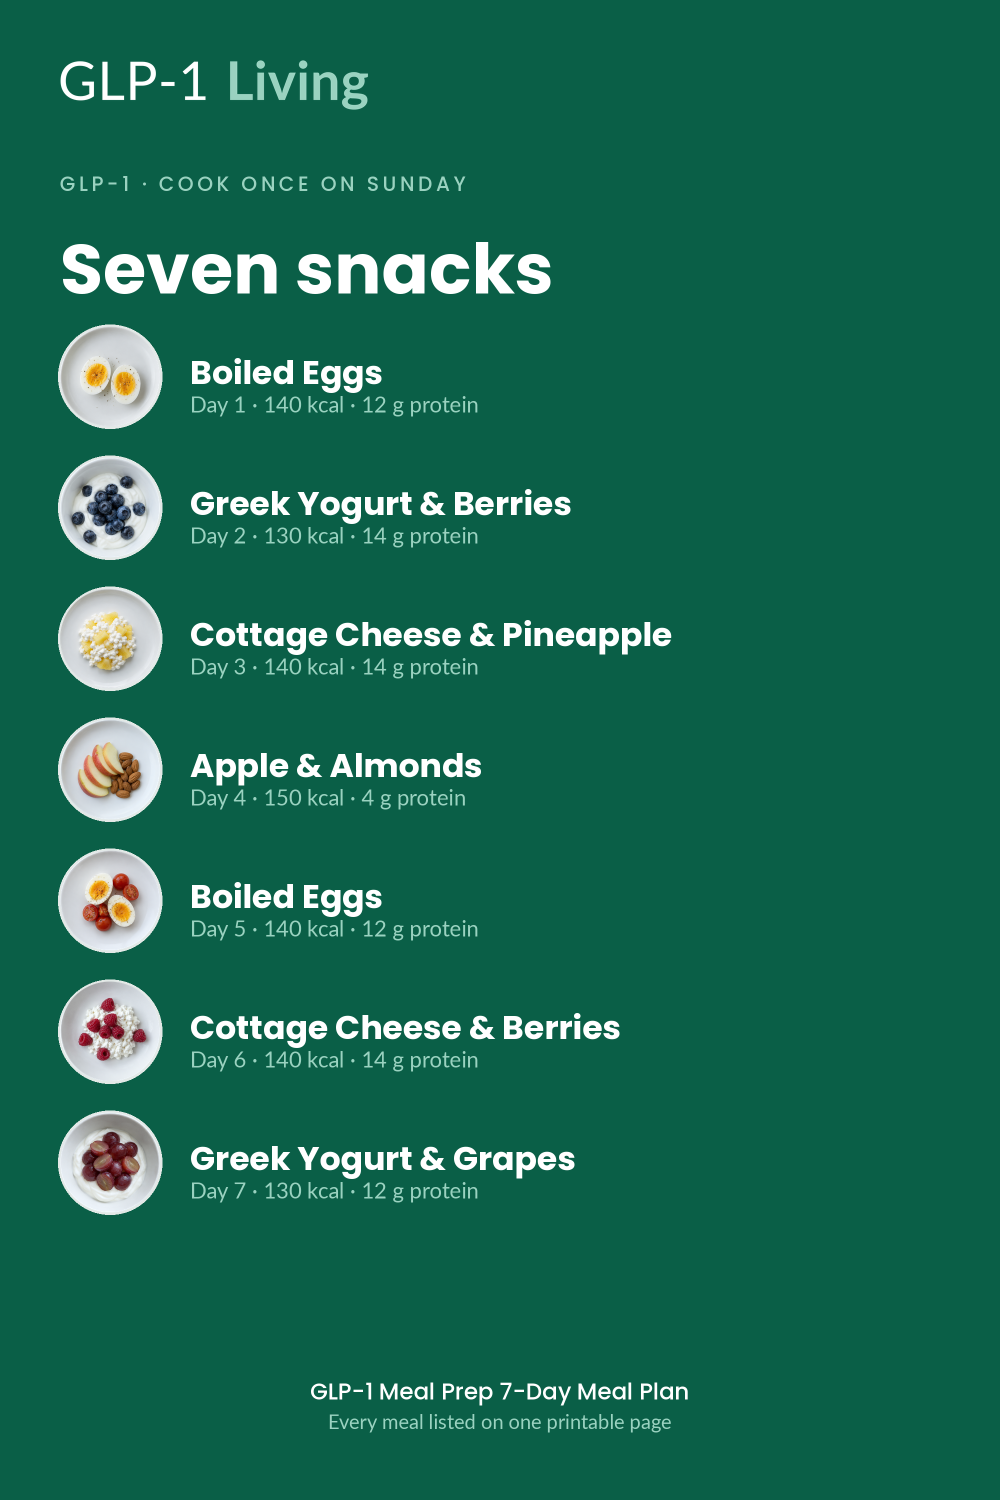 GLP-1 Living
GLP-1 · COOK ONCE ON SUNDAY
Seven snacks
Boiled Eggs
Day 1 · 140 kcal · 12 g protein
Greek Yogurt & Berries
Day 2 · 130 kcal · 14 g protein
Cottage Cheese & Pineapple
Day 3 · 140 kcal · 14 g protein
Apple & Almonds
Day 4 · 150 kcal · 4 g protein
Boiled Eggs
Day 5 · 140 kcal · 12 g protein
Cottage Cheese & Berries
Day 6 · 140 kcal · 14 g protein
Greek Yogurt & Grapes
Day 7 · 130 kcal · 12 g protein
GLP-1 Meal Prep 7-Day Meal Plan
Every meal listed on one printable page